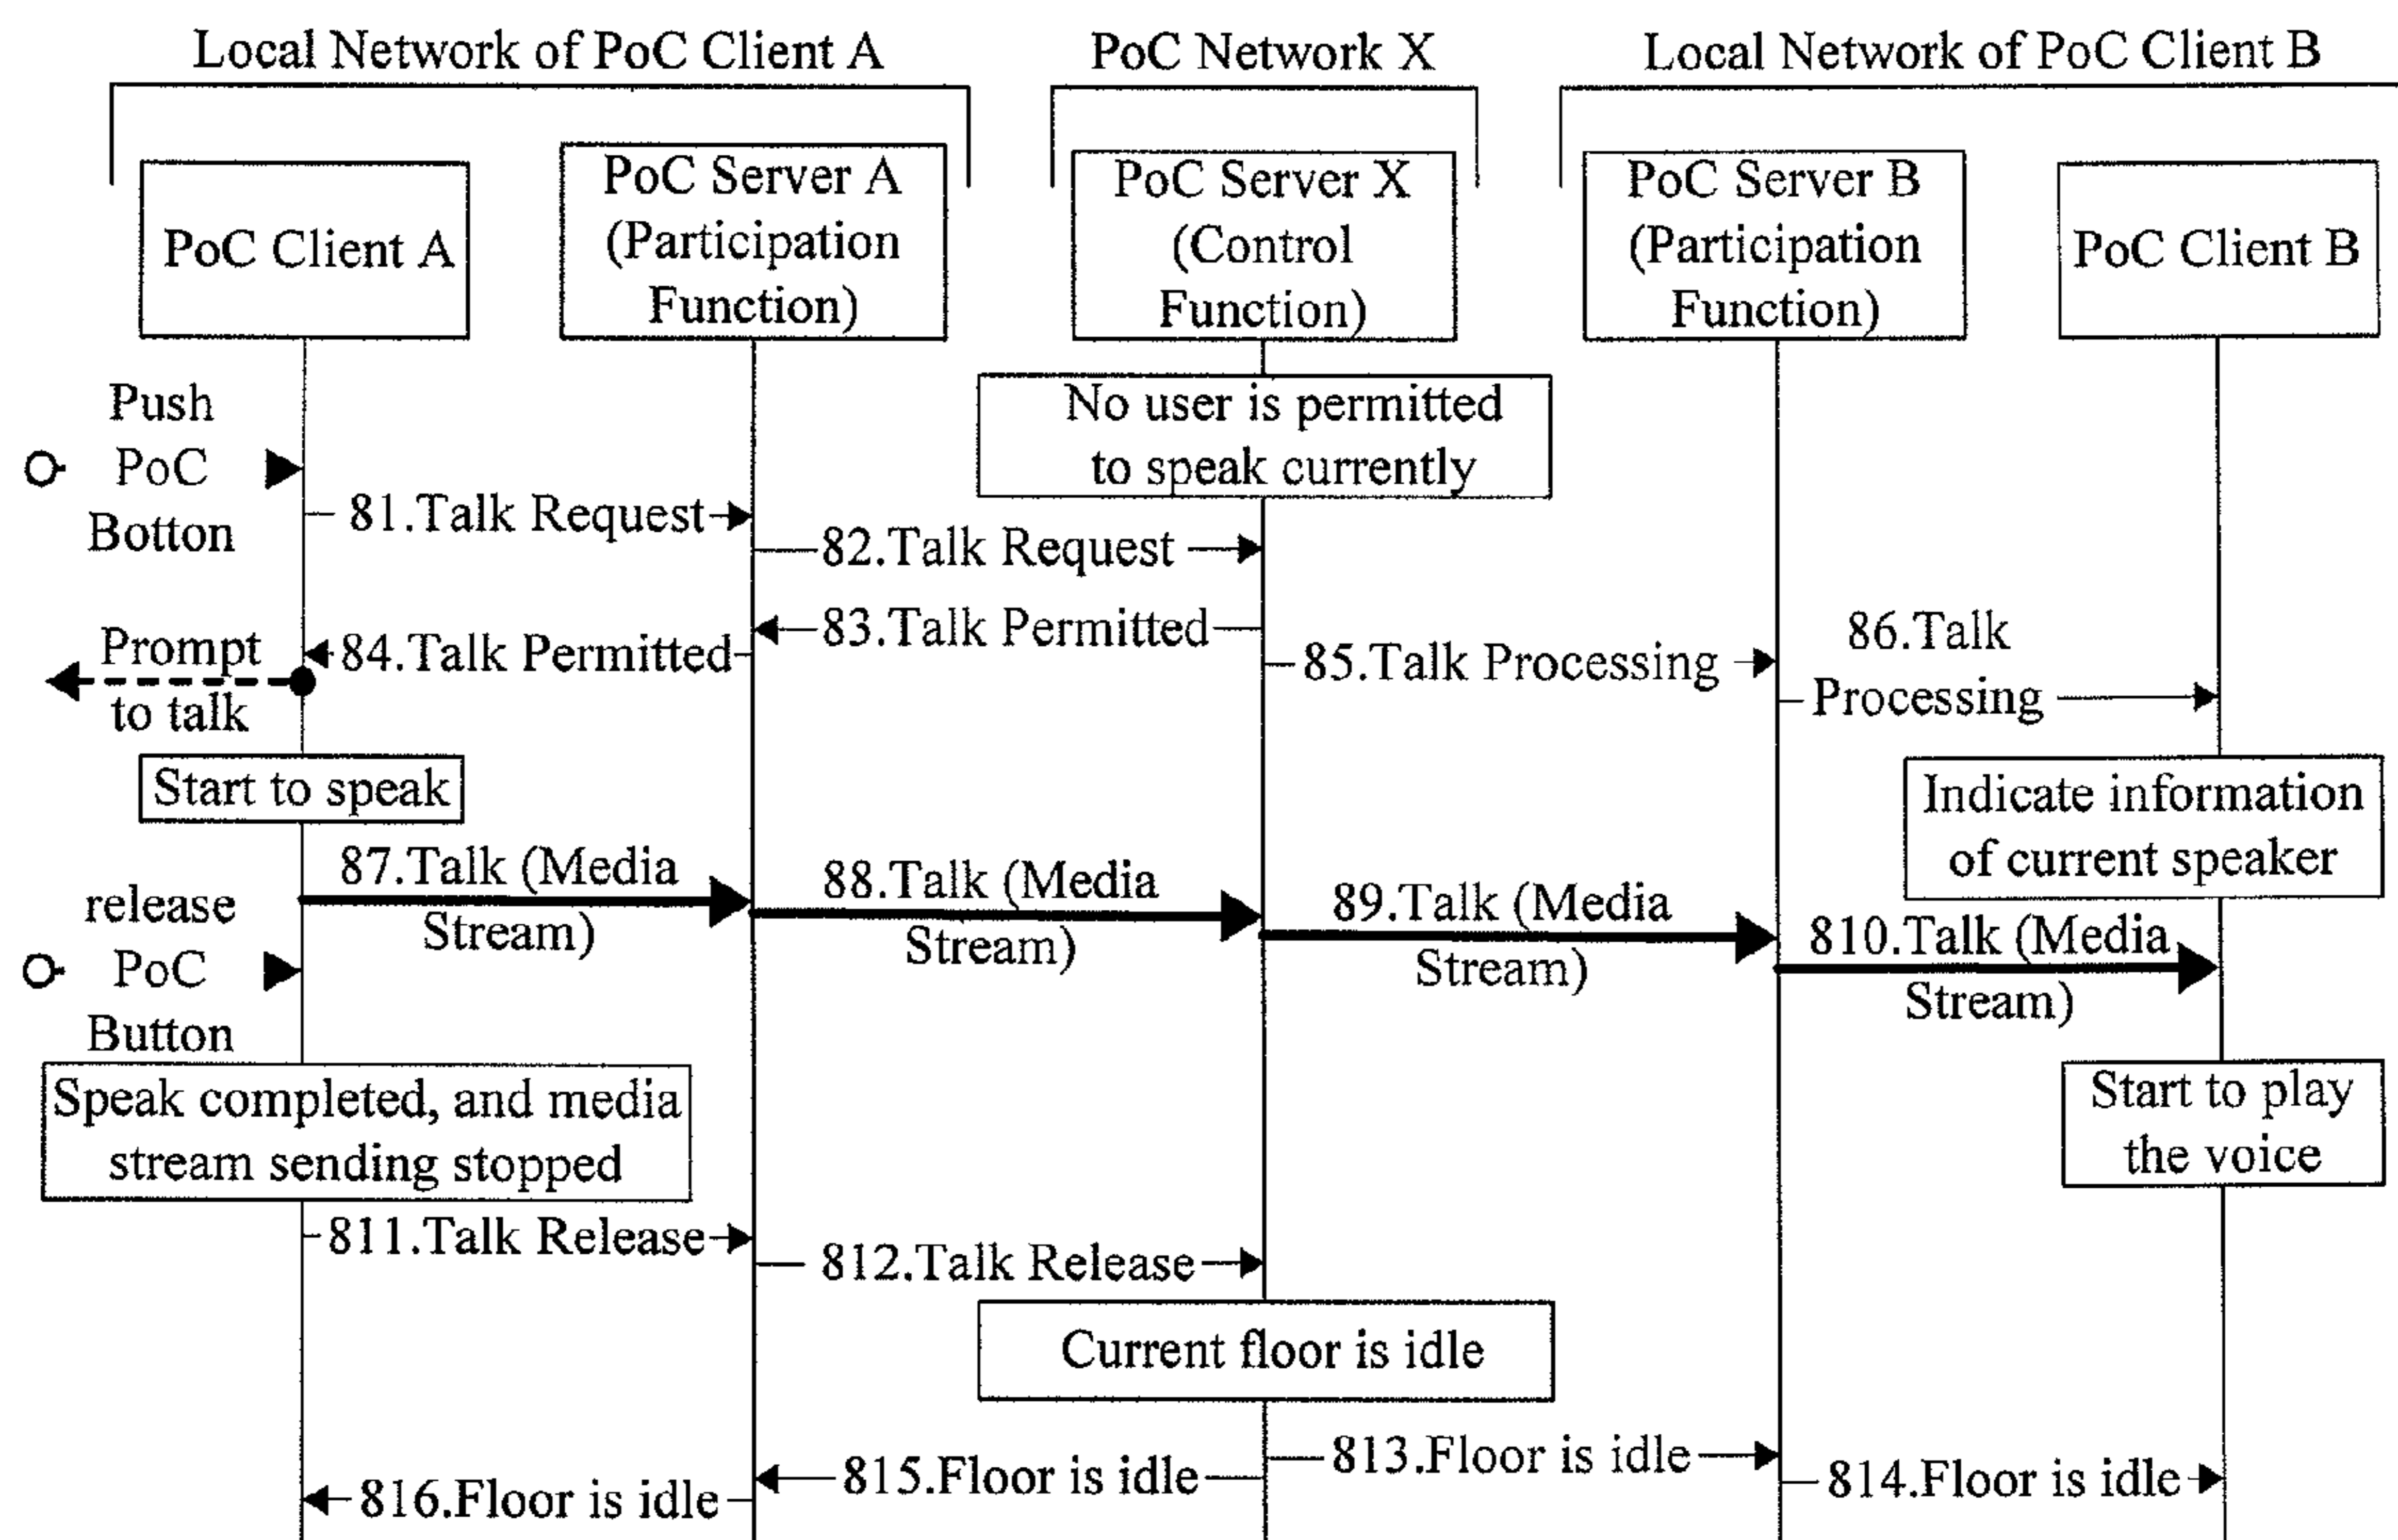 Local Network of PoC Client A
PoC Network X
Local Network of PoC Client B
PoC Client A
PoC Server A
(Participation
Function)
PoC Server X
(Control
Function)
PoC Server B
(Participation
Function)
PoC Client B
Push
PoC
Botton
No user is permitted
to speak currently
81.Talk Request
82.Talk Request
83.Talk Permitted
84.Talk Permitted
Prompt
to talk
85.Talk Processing
86.Talk
Processing
Start to speak
Indicate information
of current speaker
87.Talk (Media
Stream)
88.Talk (Media
Stream)
89.Talk (Media
Stream)
810.Talk (Media
Stream)
release
PoC
Button
Speak completed, and media
stream sending stopped
Start to play
the voice
811.Talk Release
812.Talk Release
Current floor is idle
813.Floor is idle
814.Floor is idle
815.Floor is idle
816.Floor is idle